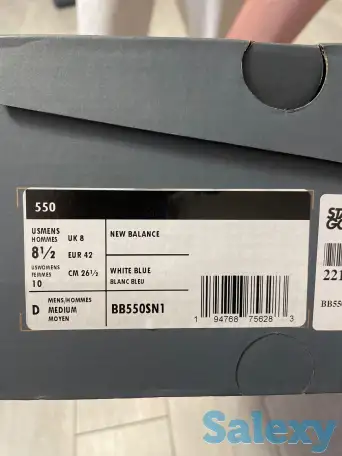 550
USMENS
HOMMES
8½
UK 8
EUR 42
NEW BALANCE
USWOMENS
FEMMES
10
CM 26½
WHITE BLUE
BLANC BLEU
D
MENS/HOMMES
MEDIUM
MOYEN
BB550SN1
1 94768 75628 3
221
BB55
Salexy